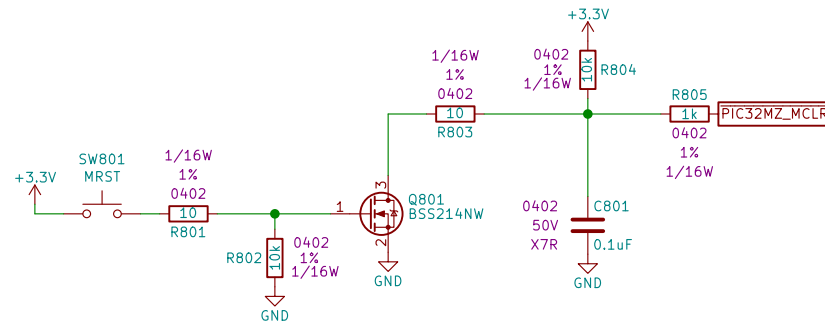 +3.3V
SW801
MRST
1/16W
1%
0402
10
R801
R802
10k
0402
1%
1/16W
GND
1
3
2
Q801
BSS214NW
GND
1/16W
1%
0402
10
R803
+3.3V
0402
1%
1/16W
10k
R804
R805
1k
0402
1%
1/16W
PIC32MZ_MCLR
0402
50V
X7R
C801
0.1uF
GND